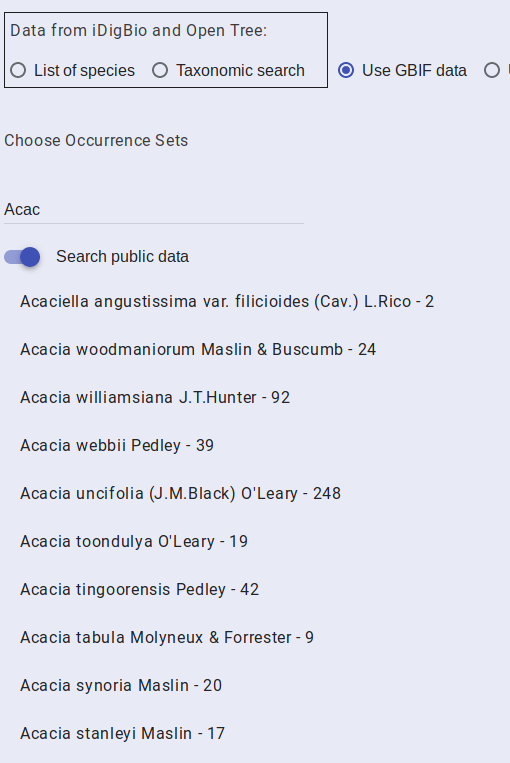 Data from iDigBio and Open Tree:
List of species Taxonomic search Use GBIF data
Choose Occurrence Sets
Acac
Search public data
Acaciella angustissima var. filicioides (Cav.) L.Rico - 2
Acacia woodmaniorum Maslin & Buscumb - 24
Acacia williamsiana J.T.Hunter - 92
Acacia webbii Pedley - 39
Acacia uncifolia (J.M.Black) O'Leary - 248
Acacia toondulya O'Leary - 19
Acacia tingoorensis Pedley - 42
Acacia tabula Molyneux & Forrester - 9
Acacia synoria Maslin - 20
Acacia stanleyi Maslin - 17